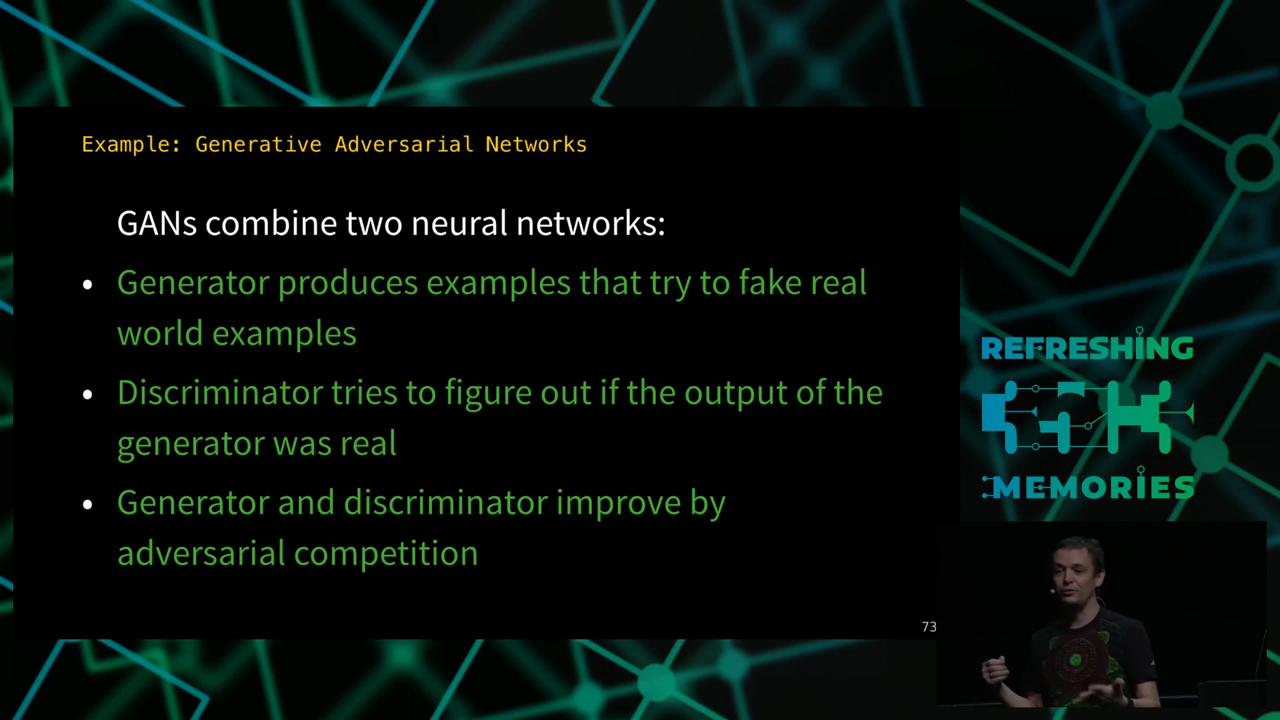 Example: Generative Adversarial Networks
GANs combine two neural networks:
• Generator produces examples that try to fake real
world examples
• Discriminator tries to figure out if the output of the
generator was real
• Generator and discriminator improve by
adversarial competition
73
REFRESHING
35C3
MEMORIES